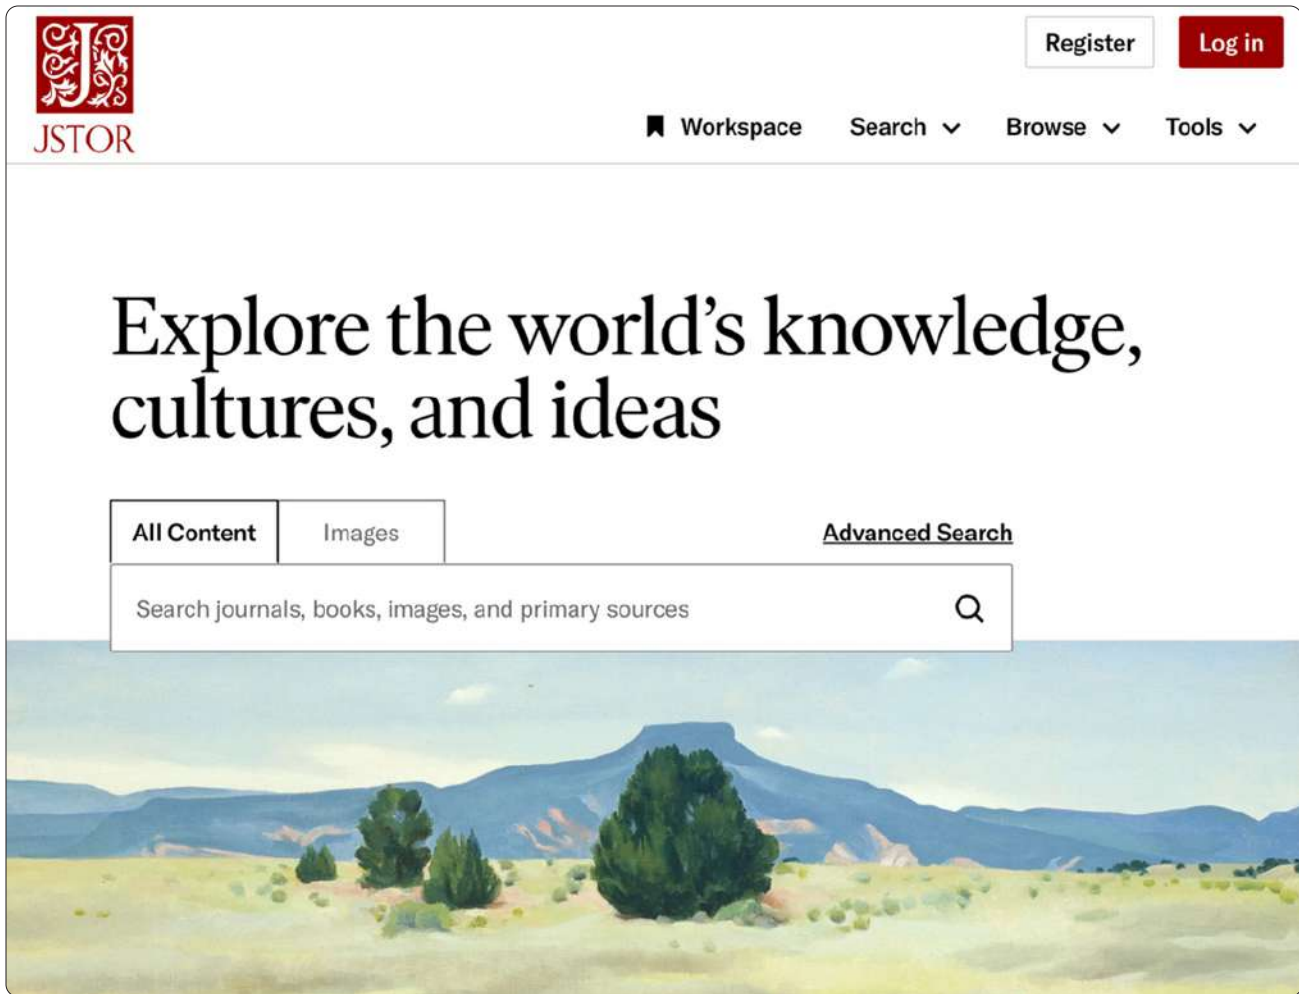 Register
Log in
JSTOR
Workspace
Search
Browse
Tools
Explore the world’s knowledge,
cultures, and ideas
All Content
Images
Advanced Search
Search journals, books, images, and primary sources